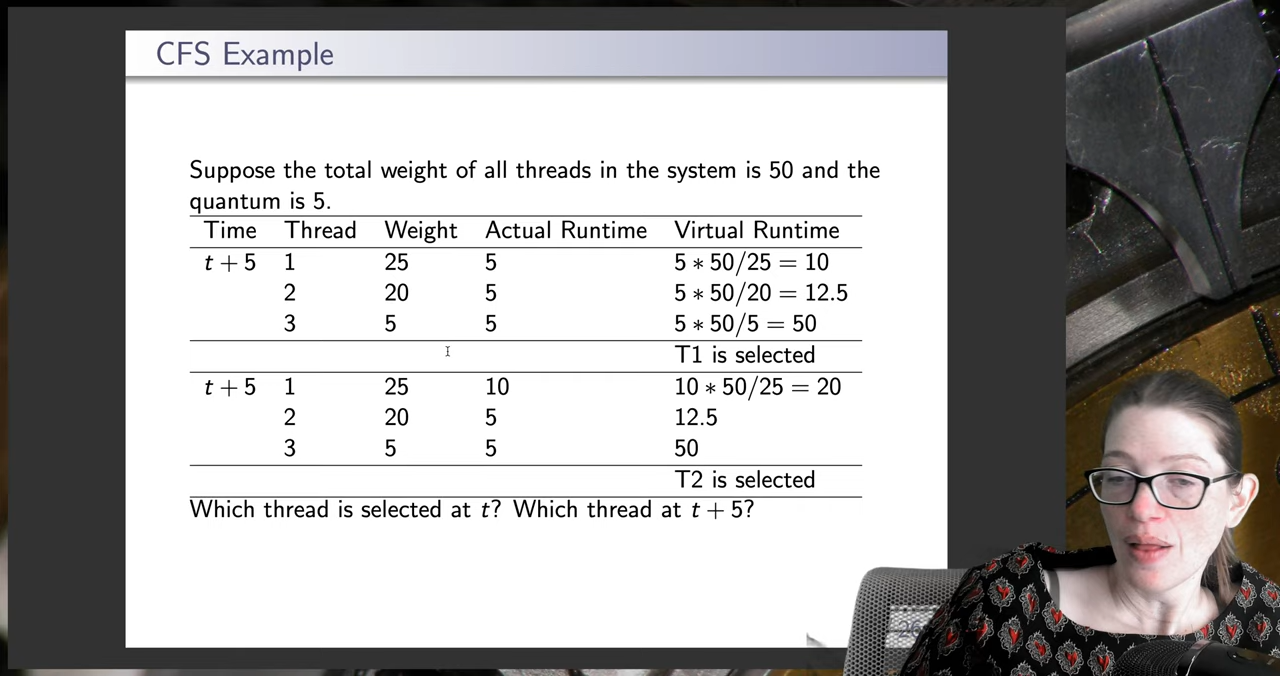 CFS Example
Suppose the total weight of all threads in the system is 50 and the
quantum is 5.
Time Thread Weight Actual Runtime Virtual Runtime
t + 5 1 25 5 5 ∗ 50/25 = 10
2 20 5 5 ∗ 50/20 = 12.5
3 5 5 5 ∗ 50/5 = 50
T1 is selected
t + 5 1 25 10 10 ∗ 50/25 = 20
2 20 5 12.5
3 5 5 50
T2 is selected
Which thread is selected at t? Which thread at t + 5?